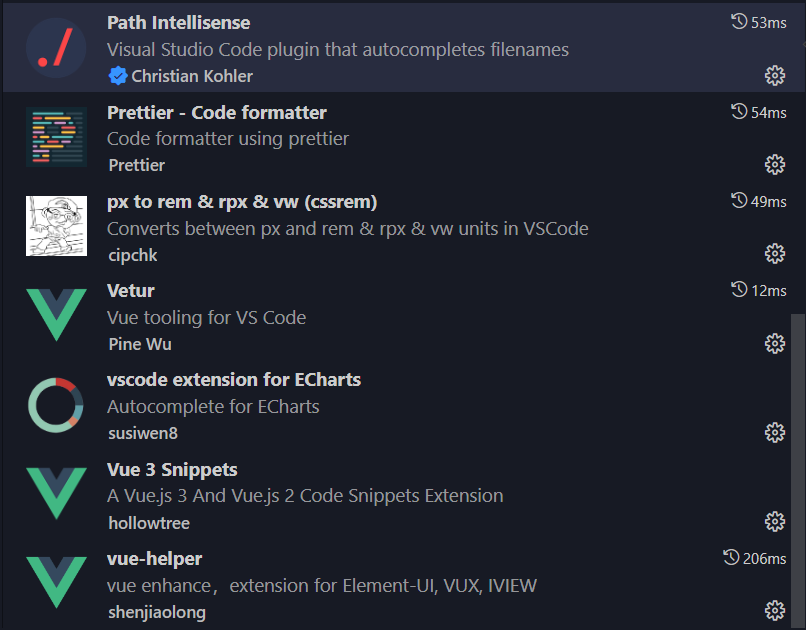 Path Intellisense
53ms
Visual Studio Code plugin that autocompletes filenames
Christian Kohler
Prettier - Code formatter
54ms
Code formatter using prettier
Prettier
px to rem & rpx & vw (cssrem)
49ms
Converts between px and rem & rpx & vw units in VSCode
cipchk
Vetur
12ms
Vue tooling for VS Code
Pine Wu
vscode extension for ECharts
Autocomplete for ECharts
susiwen8
Vue 3 Snippets
A Vue.js 3 And Vue.js 2 Code Snippets Extension
hollowtree
vue-helper
206ms
vue enhance，extension for Element-UI, VUX, IVIEW
shenjiaolong